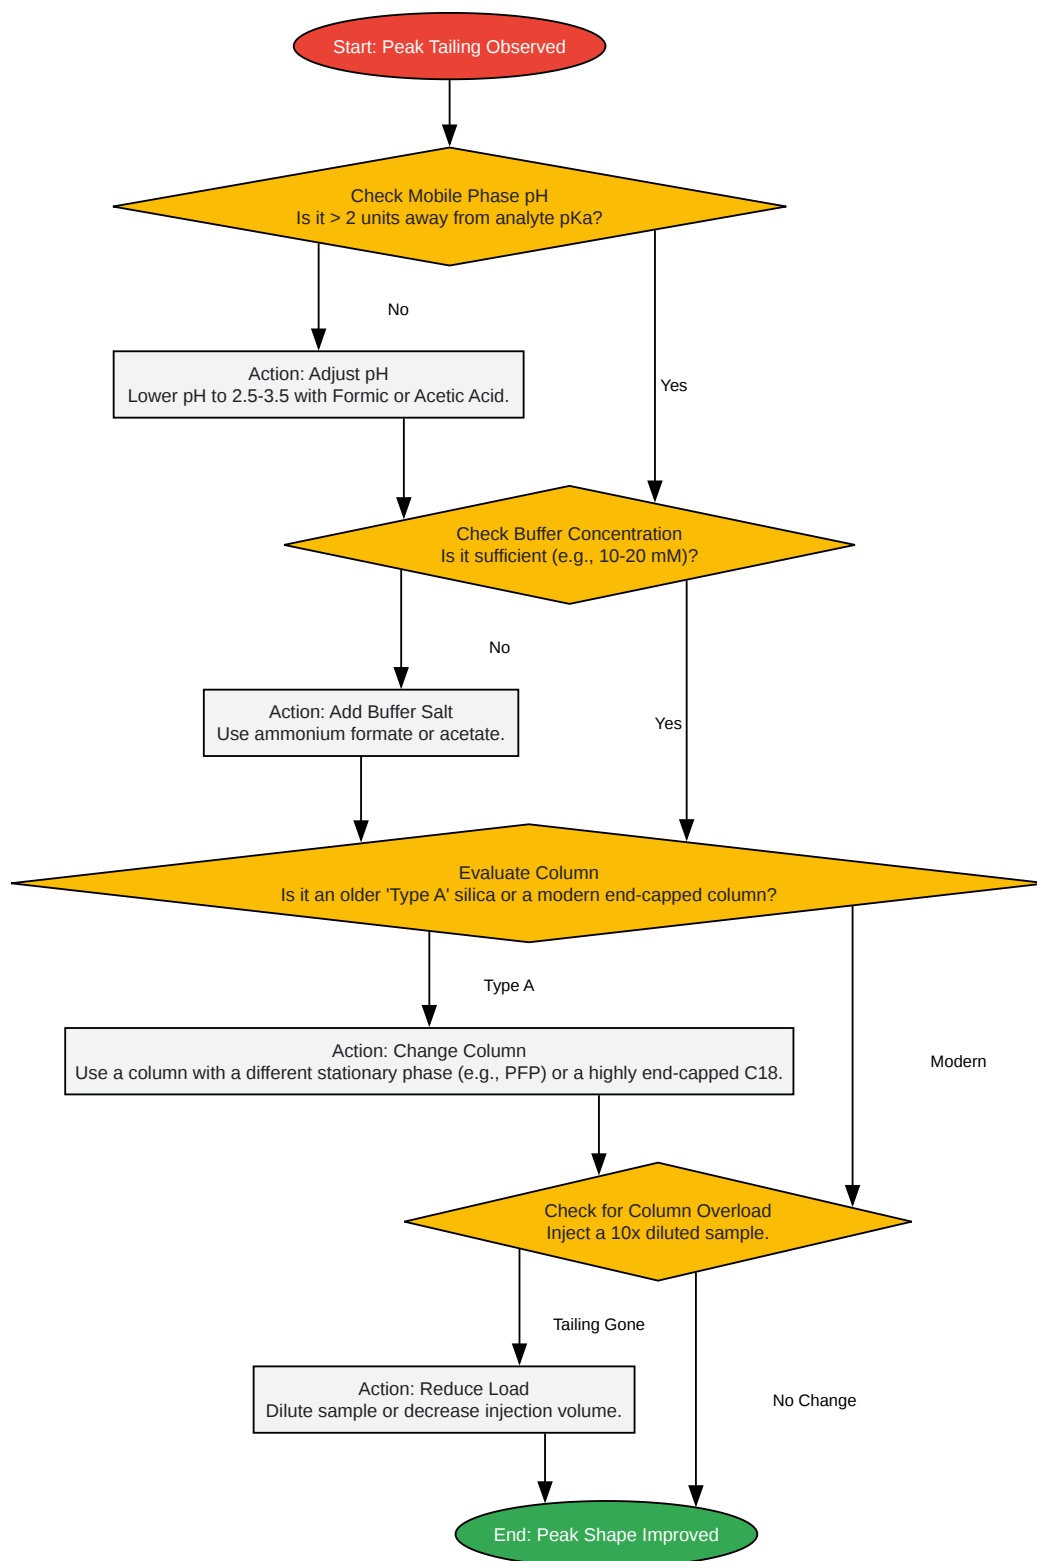 Start: Peak Tailing Observed
Check Mobile Phase pH
Is it > 2 units away from analyte pKa?
No
Action: Adjust pH
Lower pH to 2.5-3.5 with Formic or Acetic Acid.
Yes
Check Buffer Concentration
Is it sufficient (e.g., 10-20 mM)?
No
Action: Add Buffer Salt
Use ammonium formate or acetate.
Yes
Evaluate Column
Is it an older 'Type A' silica or a modern end-capped column?
Type A
Action: Change Column
Use a column with a different stationary phase (e.g., PFP) or a highly end-capped C18.
Modern
Check for Column Overload
Inject a 10x diluted sample.
Tailing Gone
Action: Reduce Load
Dilute sample or decrease injection volume.
No Change
End: Peak Shape Improved